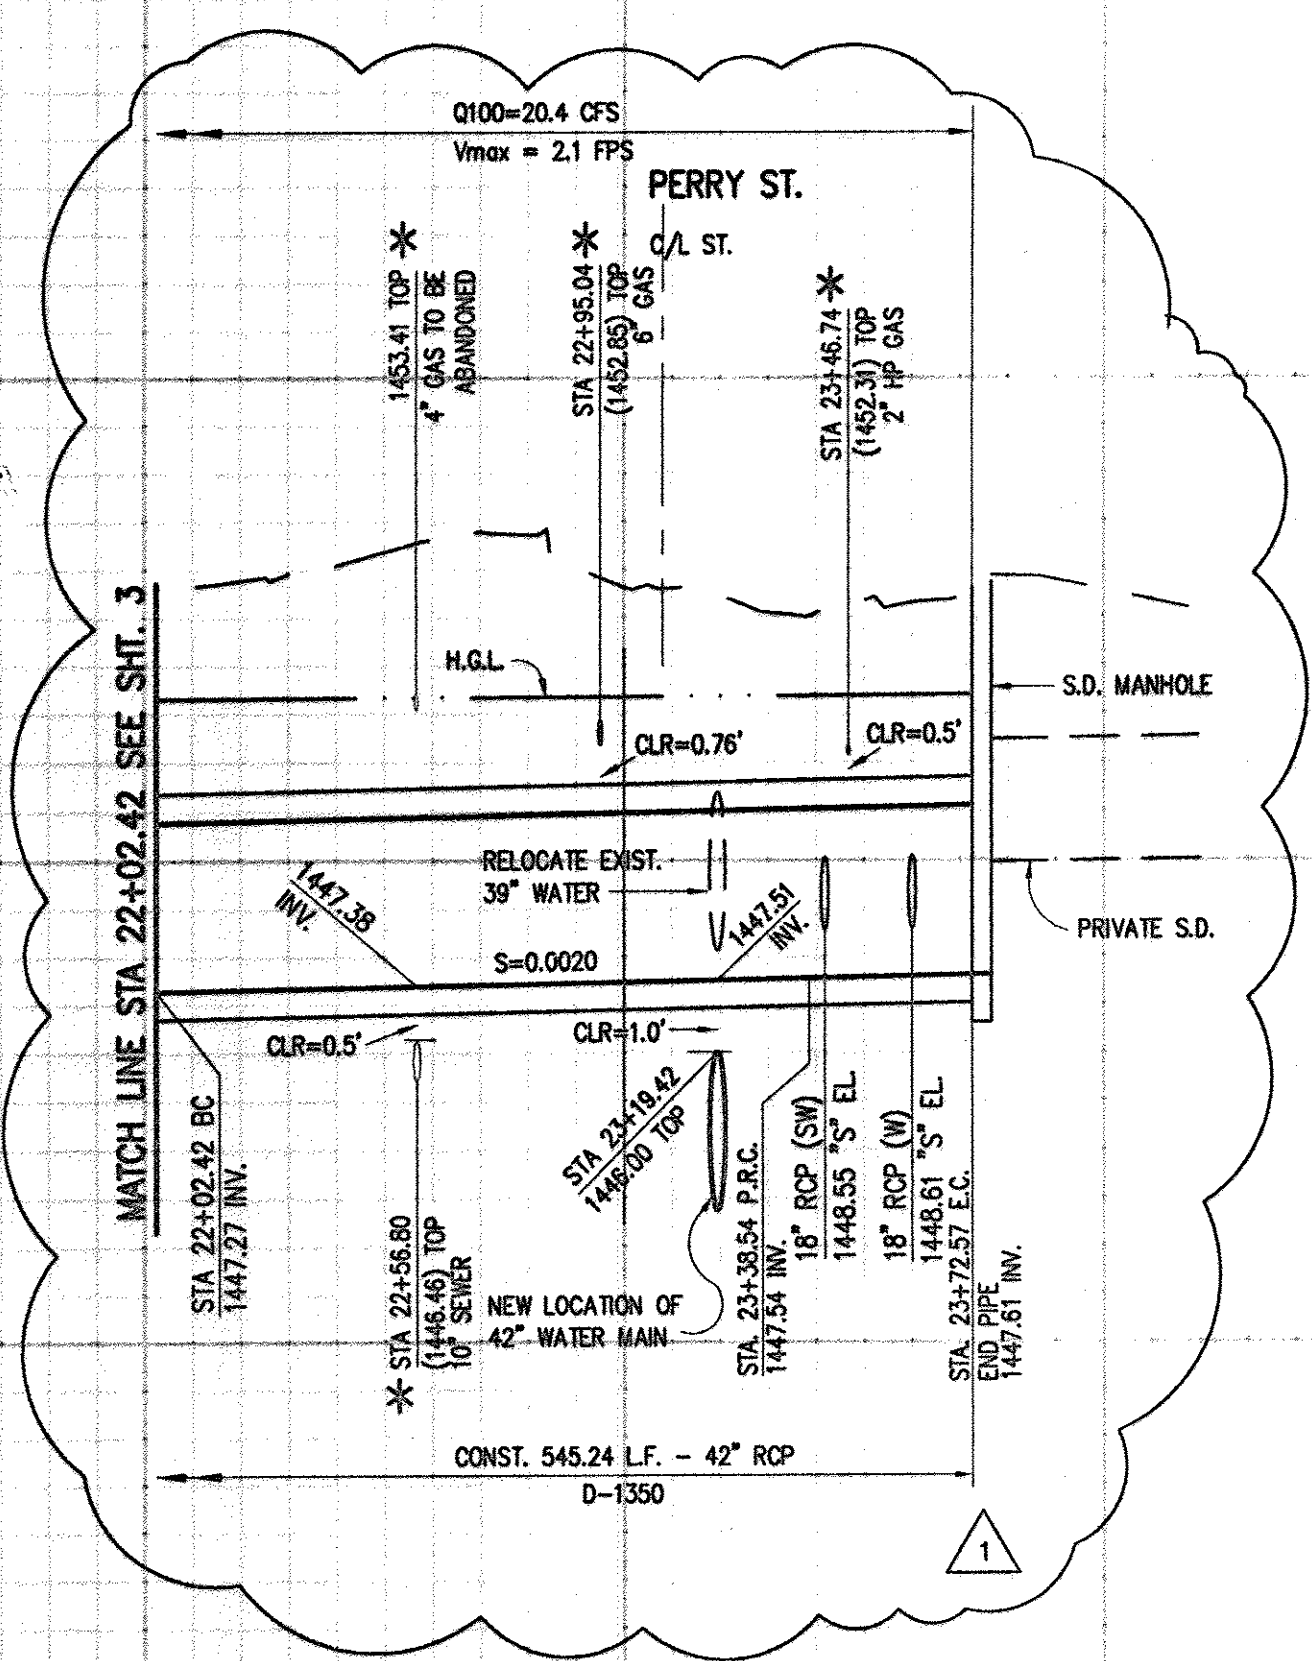 Q100=20.4 CFS
Vmax = 2.1 FPS
PERRY ST.
C/L ST.
1453.41 TOP
4" GAS TO BE
ABANDONED
STA 22+95.04
(1452.85) TOP
6" GAS
STA 23+46.74
(1452.31) TOP
2" HP GAS
MATCH LINE STA 22+02.42 SEE SHT. 3
H.G.L.
S.D. MANHOLE
CLR=0.76'
CLR=0.5'
RELOCATE EXIST.
39" WATER
1447.38
INV.
1447.51
INV.
PRIVATE S.D.
S=0.0020
CLR=0.5'
CLR=1.0'
STA 22+02.42 BC
1447.27 INV.
STA 22+56.80
(1446.46) TOP
10" SEWER
STA 23+19.42
1446.00 TOP
NEW LOCATION OF
42" WATER MAIN
STA. 23+38.54 P.R.C.
1447.54 INV.
18" RCP (SW)
1448.55 "S" EL.
18" RCP (W)
1448.61 "S" EL.
STA. 23+72.57 E.C.
END PIPE
1447.61 INV.
CONST. 545.24 L.F. - 42" RCP
D-1350
1